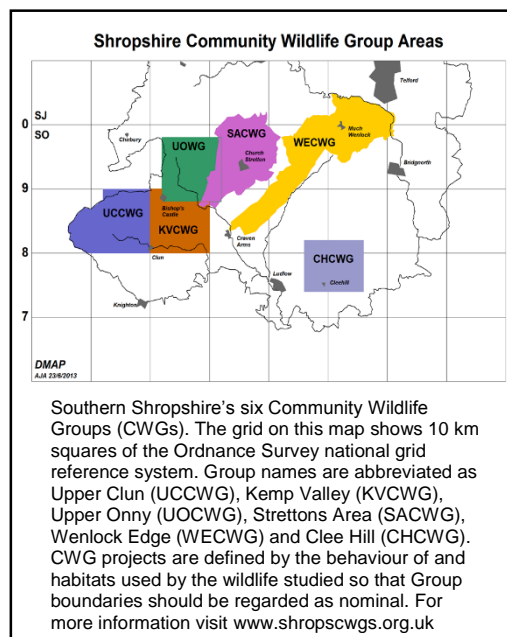 Shropshire Community Wildlife Group Areas
Telford
SJ
0
SO
Chirbury
UOWG
SACWG
Church
Stretton
WECWG
Much
Wenlock
Bridgnorth
9
UCCWG
Bishop's
Castle
KVCWG
Craven
Arms
CHCWG
8
Clun
Ludlow
Cleehill
Knighton
7
DMAP
AJA 23/6/2013
Southern Shropshire's six Community Wildlife
Groups (CWGs). The grid on this map shows 10 km
squares of the Ordnance Survey national grid
reference system. Group names are abbreviated as
Upper Clun (UCCWG), Kemp Valley (KVCWG),
Upper Onny (UOCWG), Strettons Area (SACWG),
Wenlock Edge (WECWG) and Clee Hill (CHCWG).
CWG projects are defined by the behaviour of and
habitats used by the wildlife studied so that Group
boundaries should be regarded as nominal. For
more information visit www.shropscwgs.org.uk